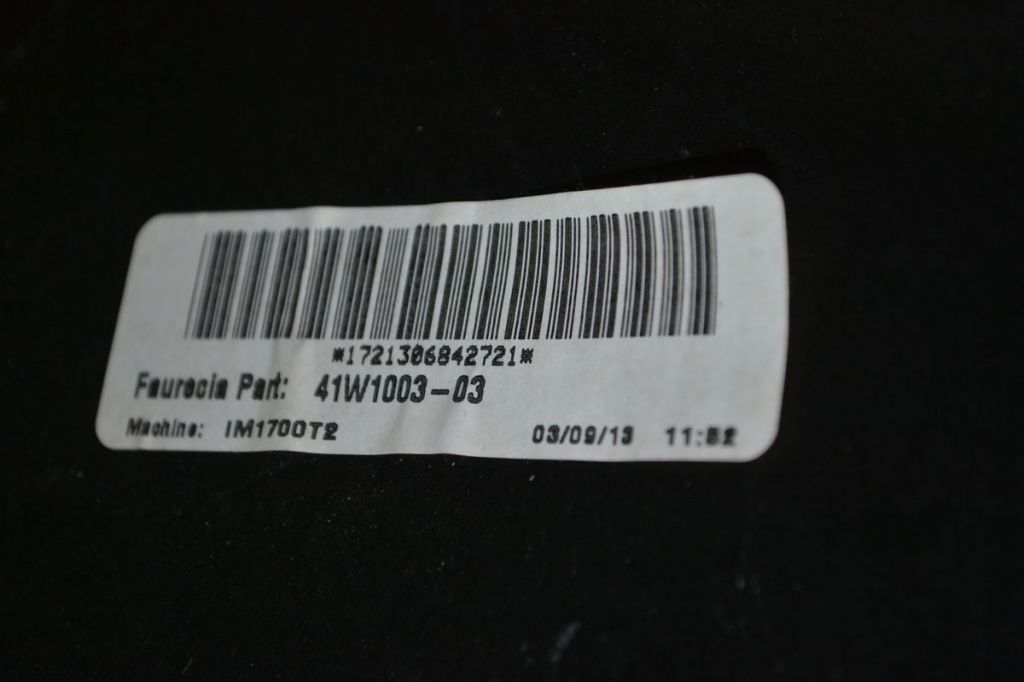 *1721306842721*
Faurecia Part: 41W1003-03
Machine: IM1700T2 03/09/13 11:52